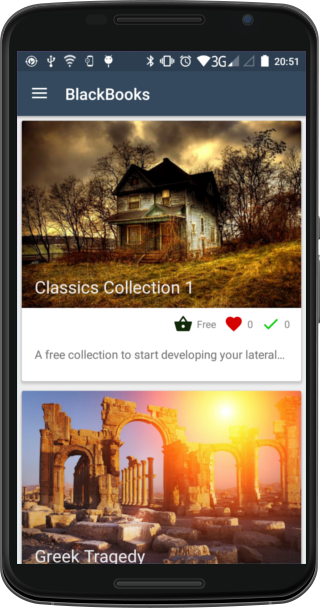 3G 20:51
BlackBooks
Classics Collection 1
Free 0 0
A free collection to start developing your lateral…
Greek Tragedy